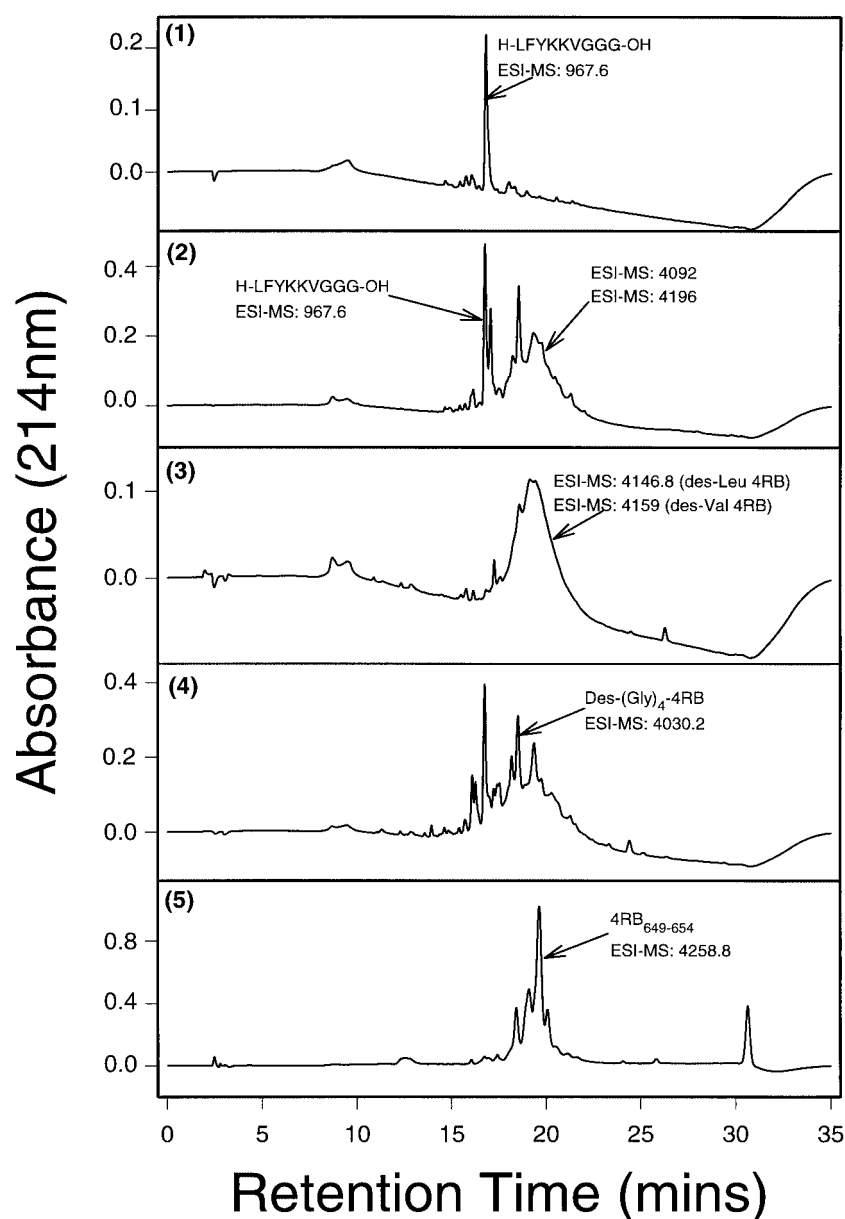 (1)
H-LFYKKVGGG-OH
ESI-MS: 967.6
0.2
0.1
0.0
(2)
H-LFYKKVGGG-OH
ESI-MS: 967.6
ESI-MS: 4092
ESI-MS: 4196
0.4
0.2
0.0
(3)
ESI-MS: 4146.8 (des-Leu 4RB)
ESI-MS: 4159 (des-Val 4RB)
0.1
0.0
(4)
Des-(Gly)4-4RB
ESI-MS: 4030.2
0.4
0.2
0.0
(5)
4RB649-654
ESI-MS: 4258.8
0.8
0.4
0.0
0 5 10 15 20 25 30 35
Retention Time (mins)
Absorbance (214nm)